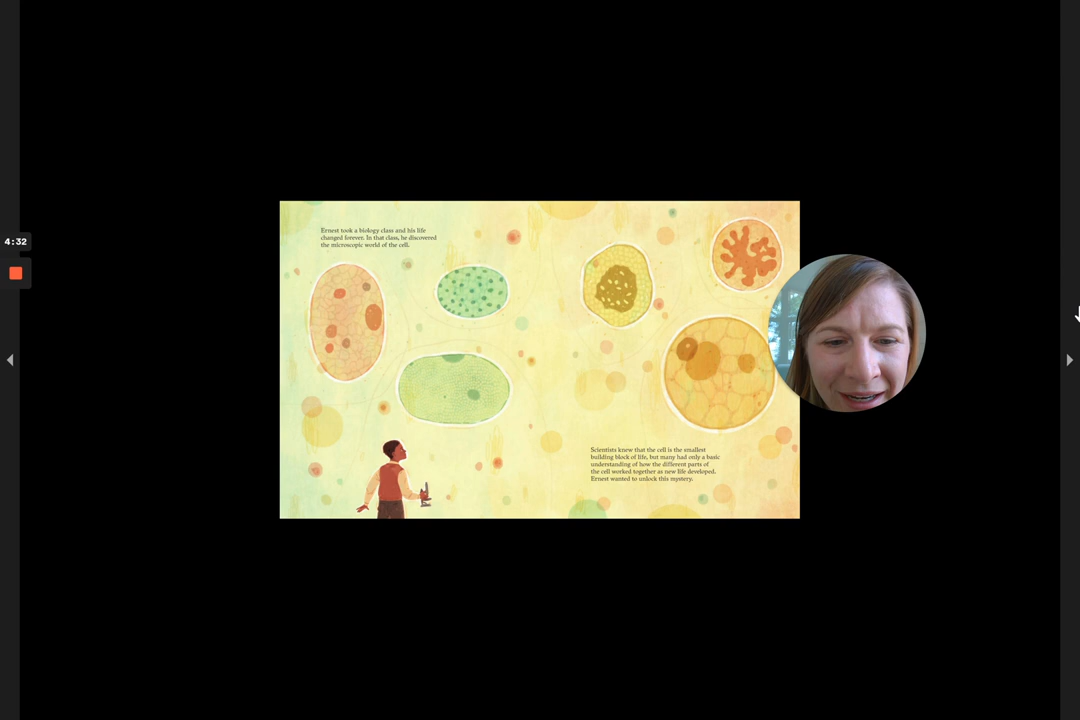 4:32
Ernest took a biology class and his life
changed forever. In that class, he discovered
the microscopic world of the cell.
Scientists knew that the cell is the smallest
building block of life, but many had only a basic
understanding of how the different parts of
the cell worked together as new life developed.
Ernest wanted to unlock this mystery.